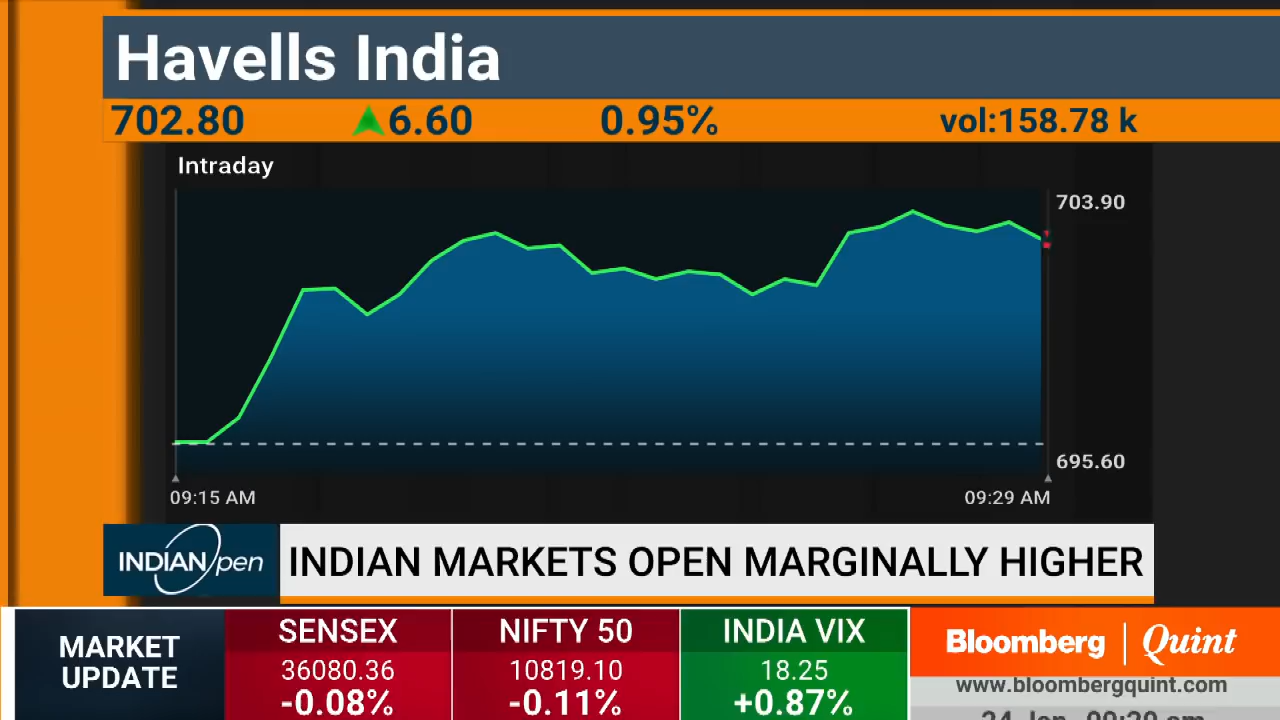 Havells India
702.80 6.60 0.95% vol:158.78 k
Intraday
703.90
695.60
09:15 AM 09:29 AM
INDIAN Open INDIAN MARKETS OPEN MARGINALLY HIGHER
MARKET UPDATE
SENSEX
36080.36
-0.08%
NIFTY 50
10819.10
-0.11%
INDIA VIX
18.25
+0.87%
Bloomberg | Quint
www.bloombergquint.com